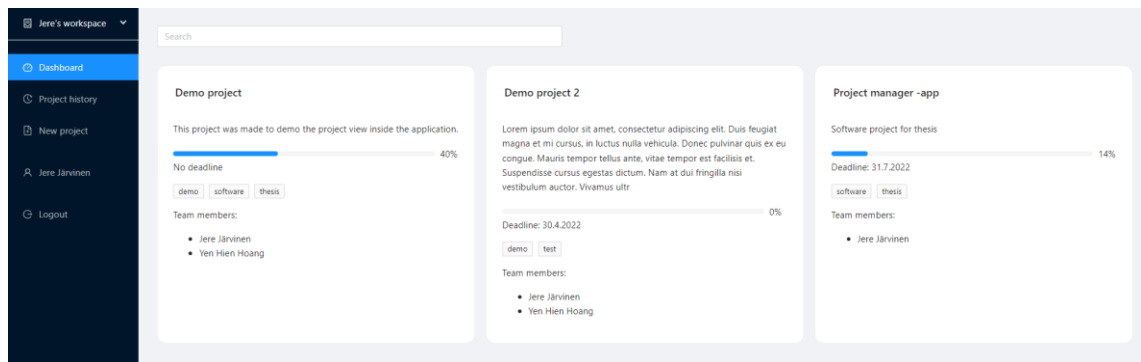 Jere's workspace
Dashboard
Project history
New project
Jere Järvinen
Logout
Search
Demo project
This project was made to demo the project view inside the application.
40%
No deadline
demo software thesis
Team members:
Jere Järvinen
Yen Hien Hoang
Demo project 2
Lorem ipsum dolor sit amet, consectetur adipiscing elit. Duis feugiat
magna et mi cursus, in luctus nulla vehicula. Donec pulvinar quis ex eu
congue. Mauris tempor tellus ante, vitae tempor est facilisis et.
Suspendisse cursus egestas dictum. Nam at dui fringilla nisi
vestibulum auctor. Vivamus ultr
0%
Deadline: 30.4.2022
demo test
Team members:
Jere Järvinen
Yen Hien Hoang
Project manager -app
Software project for thesis
14%
Deadline: 31.7.2022
software thesis
Team members:
Jere Järvinen